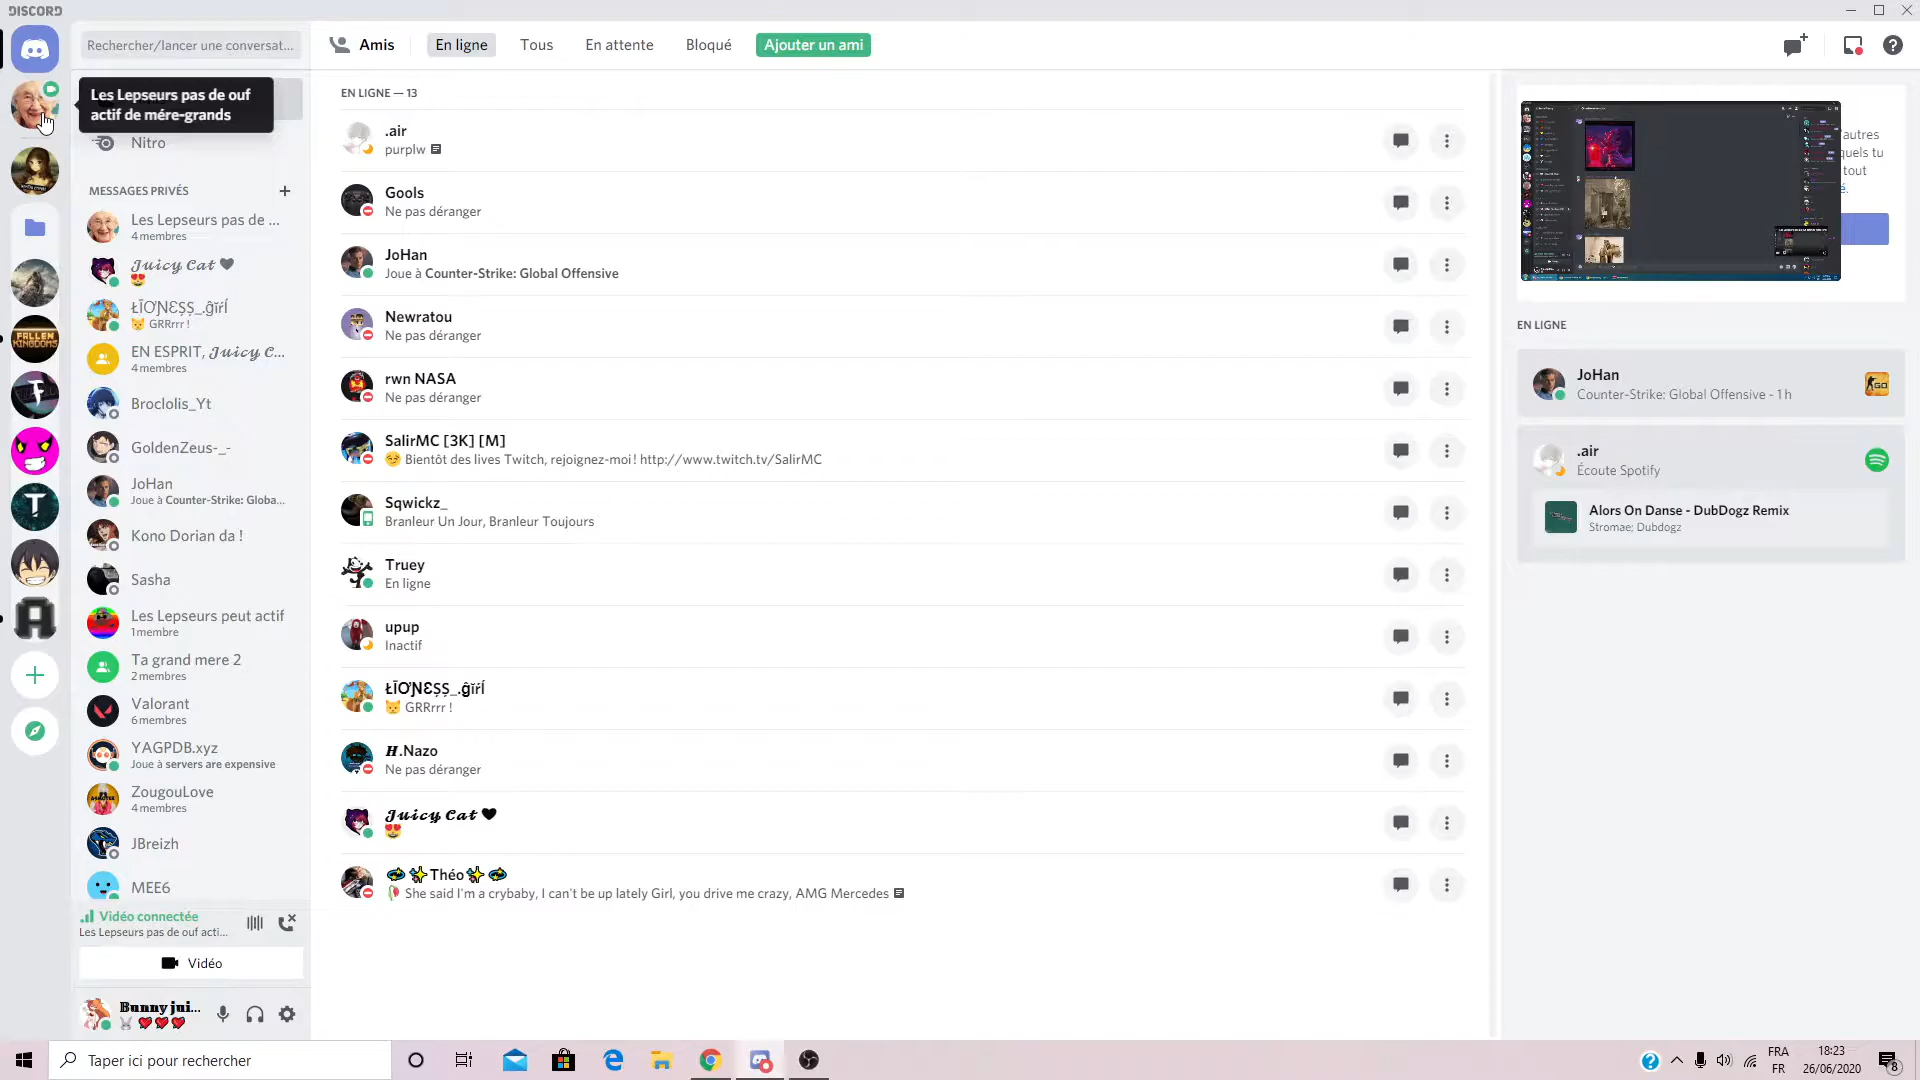 DISCORD
Rechercher/lancer une conversat...
Les Lepseurs pas de ouf
actif de mére-grands
Nitro
MESSAGES PRIVÉS
Les Lepseurs pas de ...
4 membres
𝓙𝓾𝓲𝓬𝔂 𝓒𝓪𝓽 🖤
😍
ŁĪƠƝƐȘȘ_.ĝĭŕĺ
🐱 GRRrrr !
EN ESPRIT, 𝓙𝓾𝓲𝓬𝔂 𝓒...
4 membres
Broclolis_Yt
GoldenZeus-_-
JoHan
Joue à Counter-Strike: Globa...
Kono Dorian da !
Sasha
Les Lepseurs peut actif
1 membre
Ta grand mere 2
2 membres
Valorant
6 membres
YAGPDB.xyz
Joue à servers are expensive
ZougouLove
4 membres
JBreizh
MEE6
Vidéo connectée
Les Lepseurs pas de ouf acti...
Vidéo
𝕭𝖚𝖓𝖓𝖞 𝖏𝖚𝖎...
Amis
En ligne
Tous
En attente
Bloqué
Ajouter un ami
EN LIGNE — 13
.air
purplw
Gools
Ne pas déranger
JoHan
Joue à Counter-Strike: Global Offensive
Newratou
Ne pas déranger
rwn NASA
Ne pas déranger
SalirMC [3K] [M]
😏 Bientôt des lives Twitch, rejoignez-moi ! http://www.twitch.tv/SalirMC
Sqwickz_
Branleur Un Jour, Branleur Toujours
Truey
En ligne
upup
Inactif
ŁĪƠƝƐȘȘ_.ĝĭŕĺ
🐱 GRRrrr !
𝑯.Nazo
Ne pas déranger
𝓙𝓾𝓲𝓬𝔂 𝓒𝓪𝓽 🖤
😍
✨Théo✨
🥀 She said I'm a crybaby, I can't be up lately Girl, you drive me crazy, AMG Mercedes
'autres
quels tu
tout
EN LIGNE
JoHan
Counter-Strike: Global Offensive - 1 h
.air
Écoute Spotify
Alors On Danse - DubDogz Remix
Stromae; Dubdogz
FALLEN
KINGDOMS
Taper ici pour rechercher
FRA
FR
18:23
26/06/2020
8